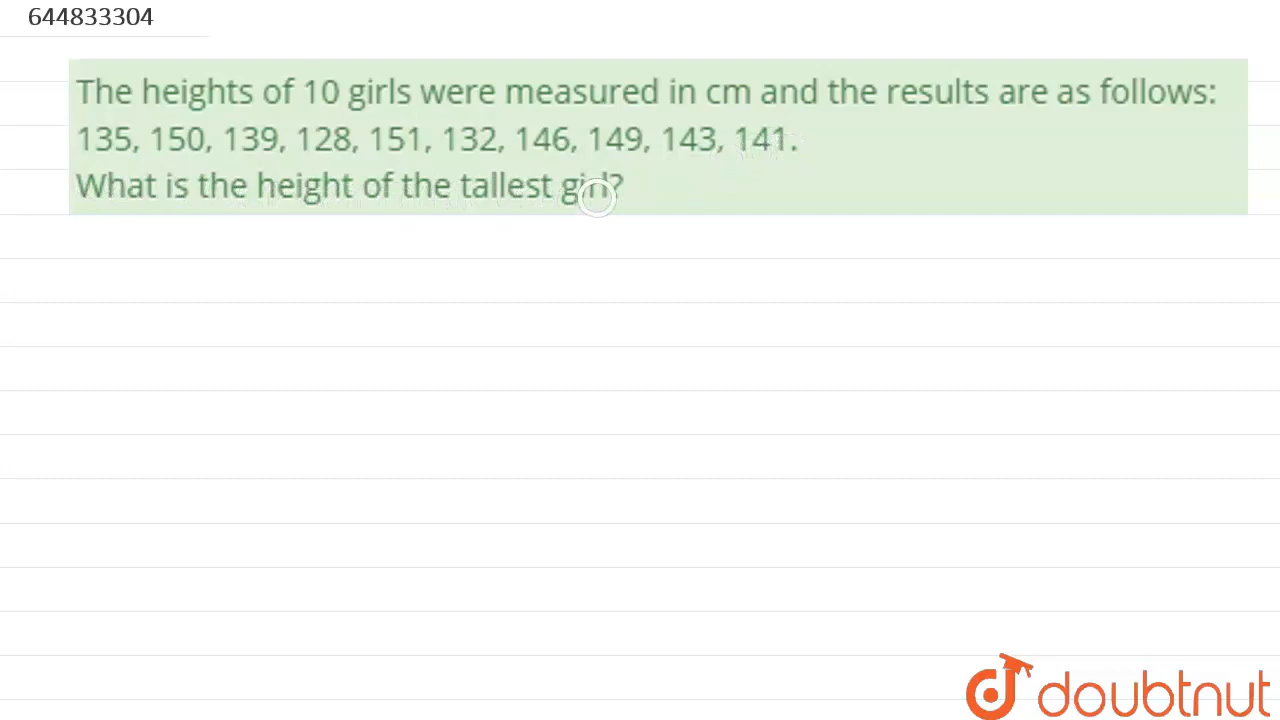 644833304
The heights of 10 girls were measured in cm and the results are as follows:
135, 150, 139, 128, 151, 132, 146, 149, 143, 141.
What is the height of the tallest girl?
doubtnut